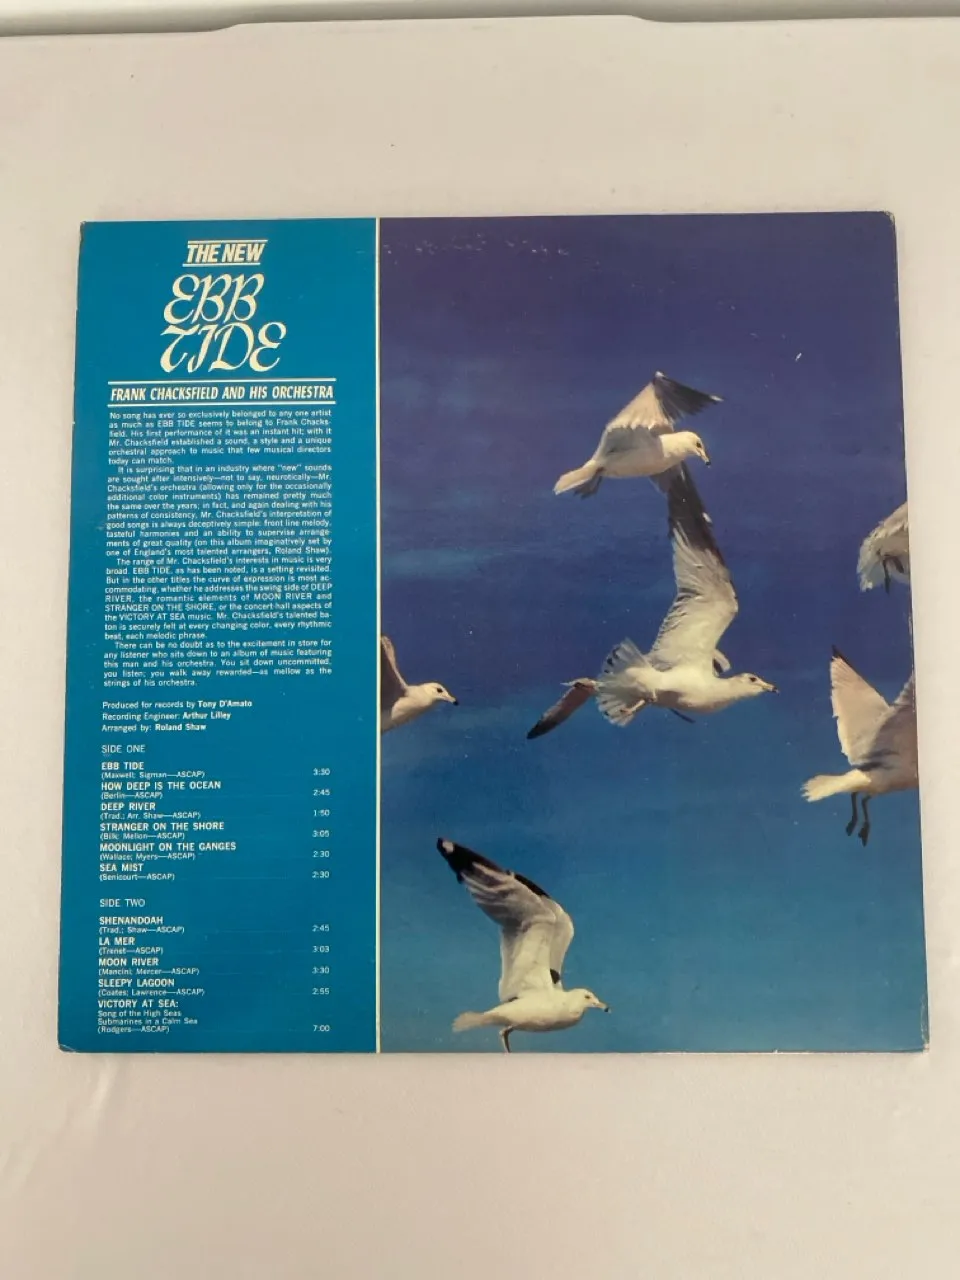 THE NEW
EBB
TIDE
FRANK CHACKSFIELD AND HIS ORCHESTRA
No song has ever so exclusively belonged to any one artist
as much as EBB TIDE seems to belong to Frank Chacks-
field. His first performance of it was an instant hit; with it
Mr. Chacksfield established a sound, a style and a unique
orchestral approach to music that few musical directors
today can match.
It is surprising that in an industry where "new" sounds
are sought after intensively—not to say, neurotically—Mr.
Chacksfield's orchestra (allowing only for the occasionally
additional color instruments) has remained pretty much
the same over the years; in fact, and again dealing with his
patterns of consistency, Mr. Chacksfield's interpretation of
good songs is always deceptively simple: front line melody,
tasteful harmonies and an ability to supervise arrange-
ments of great quality (on this album imaginatively set by
one of England's most talented arrangers, Roland Shaw).
The range of Mr. Chacksfield's interests in music is very
broad. EBB TIDE, as has been noted, is a setting revisited.
But in the other titles the curve of expression is most ac-
commodating, whether he addresses the swing side of DEEP
RIVER, the romantic elements of MOON RIVER and
STRANGER ON THE SHORE, or the concert-hall aspects of
the VICTORY AT SEA music. Mr. Chacksfield's talented ba-
ton is securely felt at every changing color, every rhythmic
beat, each melodic phrase.
There can be no doubt as to the excitement in store for
any listener who sits down to an album of music featuring
this man and his orchestra. You sit down uncommitted,
you listen; you walk away rewarded—as mellow as the
strings of his orchestra.
Produced for records by Tony D'Amato
Recording Engineer: Arthur Lilley
Arranged by: Roland Shaw
SIDE ONE
EBB TIDE
(Maxwell; Sigman—ASCAP) 3:30
HOW DEEP IS THE OCEAN
(Berlin—ASCAP) 2:45
DEEP RIVER
(Trad.; Arr. Shaw—ASCAP) 1:50
STRANGER ON THE SHORE
(Bilk; Mellon—ASCAP) 3:05
MOONLIGHT ON THE GANGES
(Wallace; Myers—ASCAP) 2:30
SEA MIST
(Senicourt—ASCAP) 2:30
SIDE TWO
SHENANDOAH
(Trad.; Shaw—ASCAP) 2:45
LA MER
(Trenet—ASCAP) 3:03
MOON RIVER
(Mancini; Mercer—ASCAP) 3:30
SLEEPY LAGOON
(Coates; Lawrence—ASCAP) 2:55
VICTORY AT SEA:
Song of the High Seas
Submarines in a Calm Sea
(Rodgers—ASCAP) 7:00